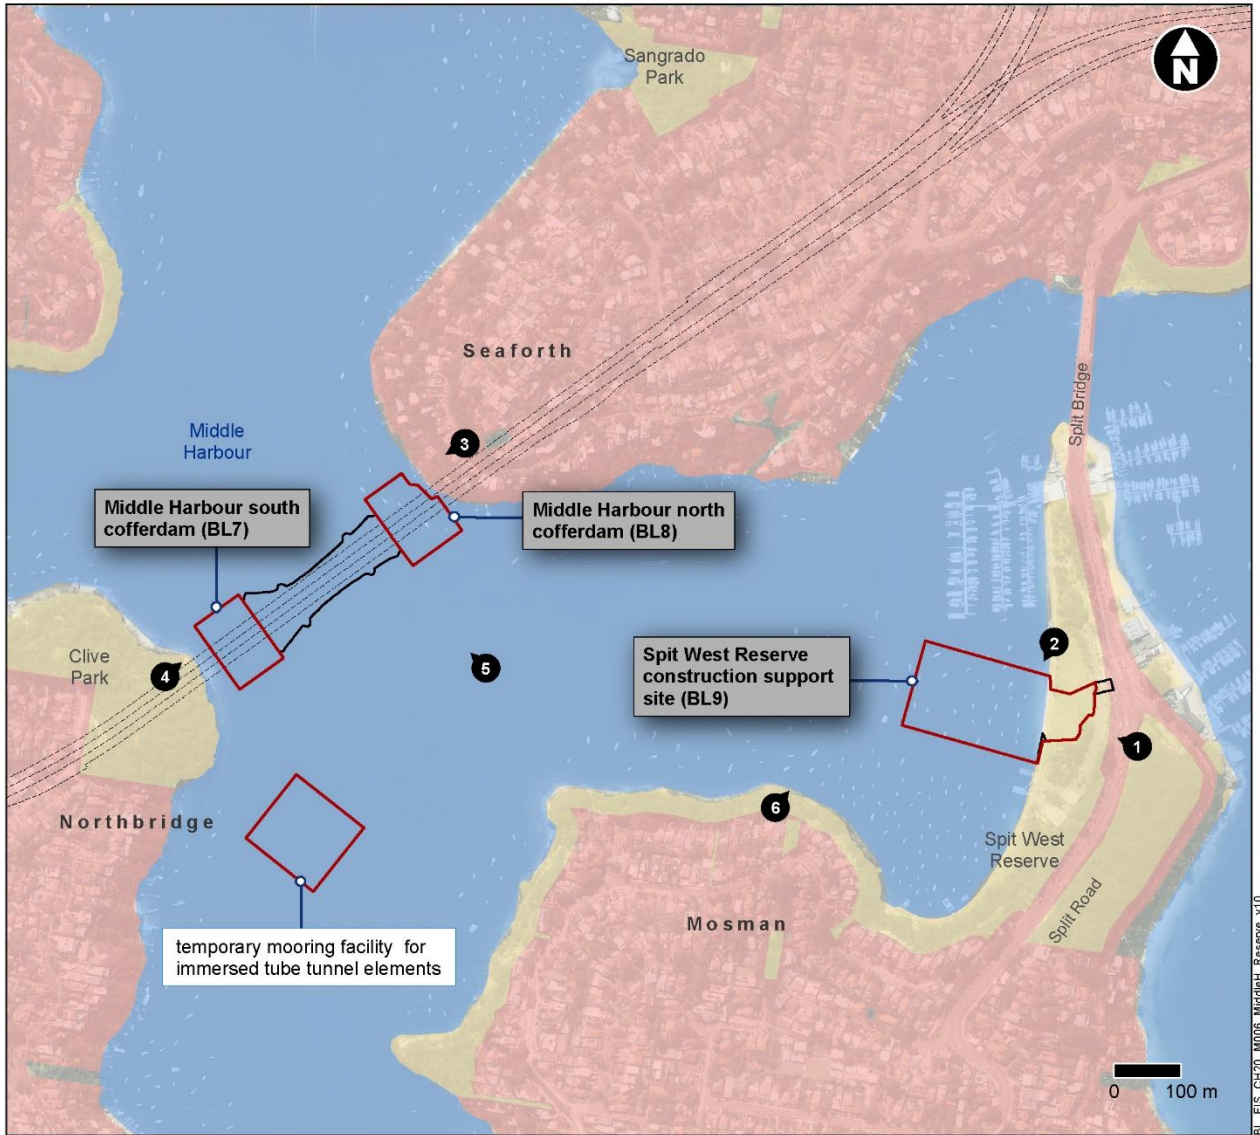 Sangrado
Park
N
Split Bridge
Seaforth
3
Middle
Harbour
Middle Harbour south
cofferdam (BL7)
Middle Harbour north
cofferdam (BL8)
Clive
Park
4
5
Spit West Reserve
construction support
site (BL9)
2
1
6
Northbridge
Spit West
Reserve
Split Road
Mosman
temporary mooring facility for
immersed tube tunnel elements
0 100 m
BL_EIS_CH20_M006_MiddleH_Reserve_v10